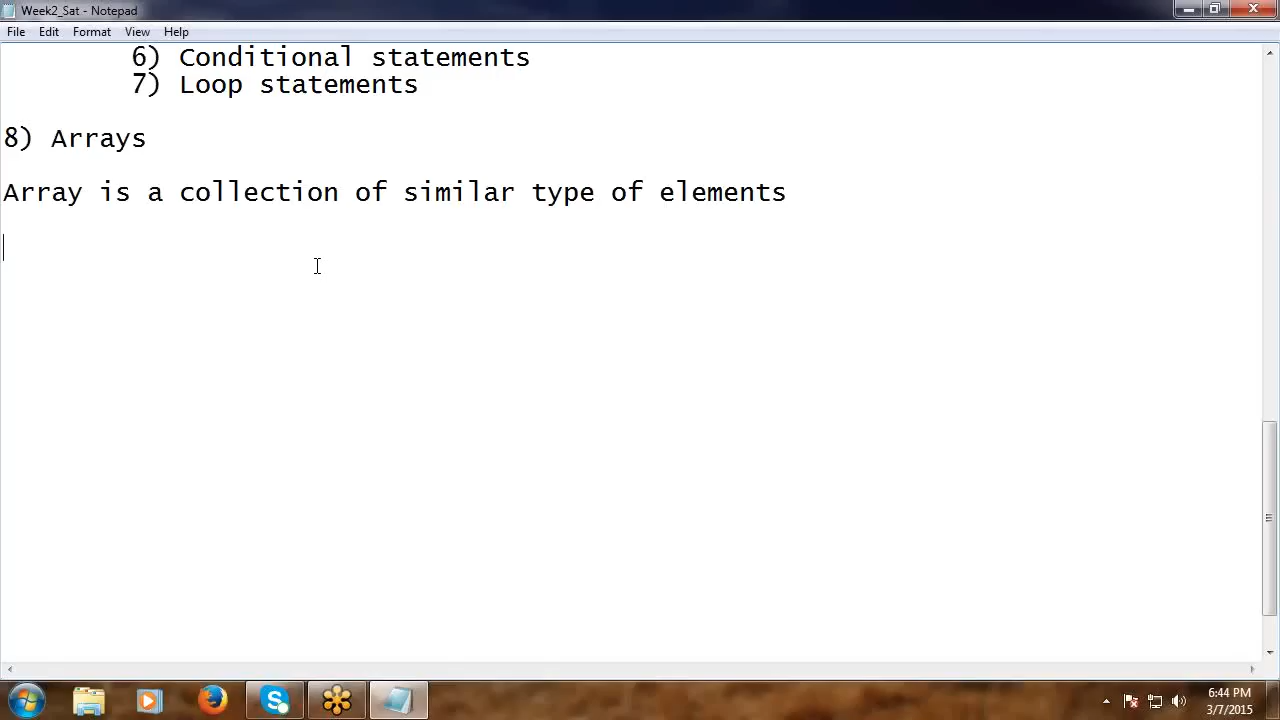 Week2_Sat - Notepad
File Edit Format View Help
6) Conditional statements
7) Loop statements
8) Arrays
Array is a collection of similar type of elements
6:44 PM
3/7/2015